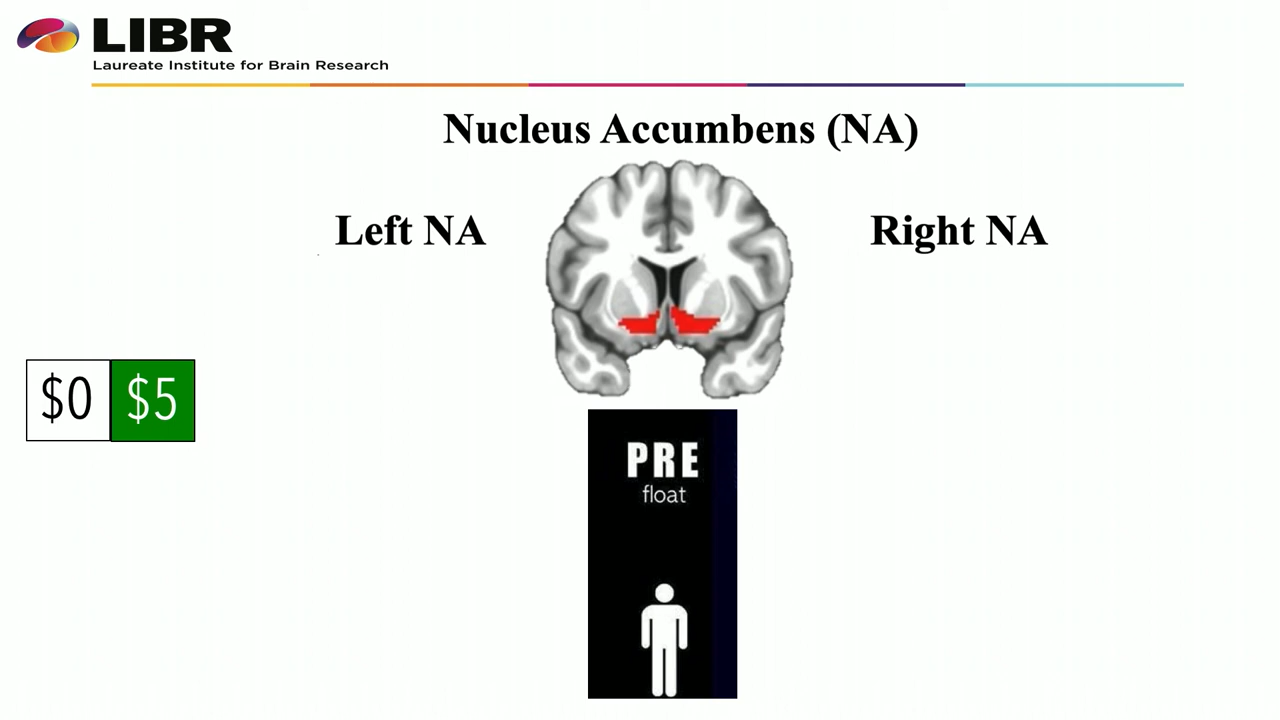 LIBR
Laureate Institute for Brain Research
Nucleus Accumbens (NA)
Left NA
Right NA
$0 $5
PRE
float